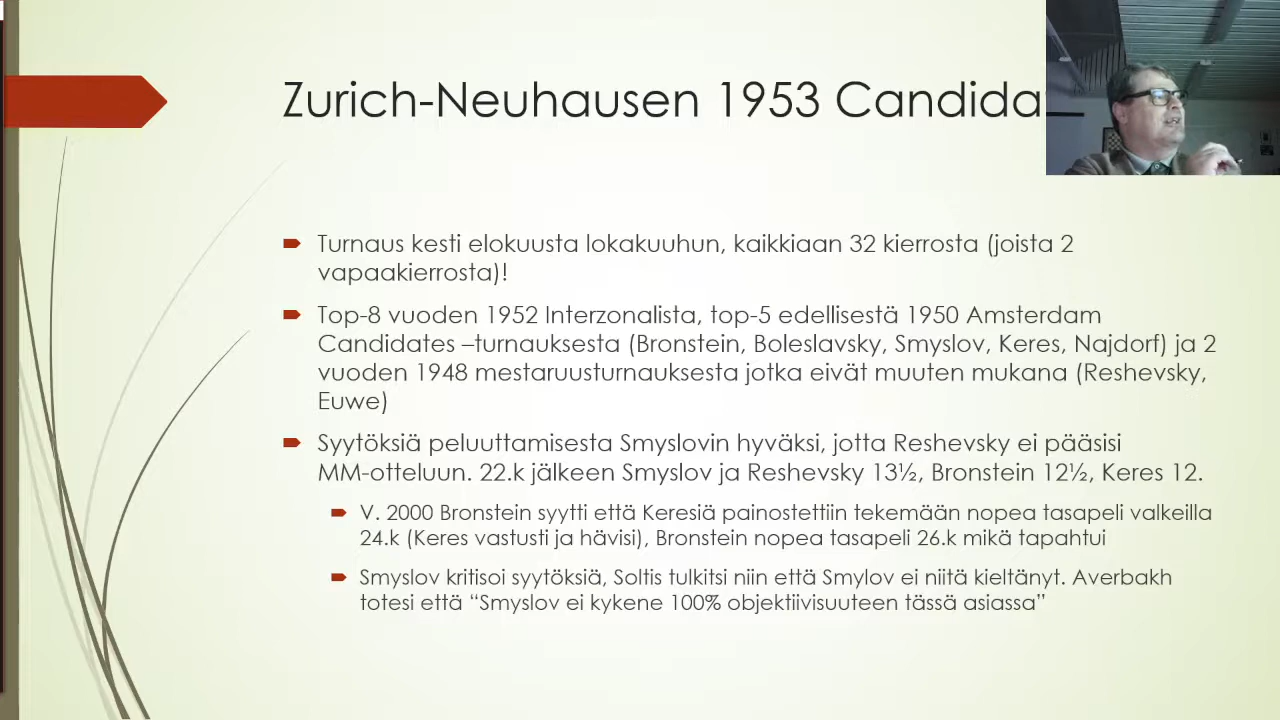 Zurich-Neuhausen 1953 Candida
Turnaus kesti elokuusta lokakuuhun, kaikkiaan 32 kierrosta (joista 2
vapaakierrosta)!
Top-8 vuoden 1952 Interzonalista, top-5 edellisestä 1950 Amsterdam
Candidates –turnauksesta (Bronstein, Boleslavsky, Smyslov, Keres, Najdorf) ja 2
vuoden 1948 mestaruusturnauksesta jotka eivät muuten mukana (Reshevsky,
Euwe)
Syytöksiä peluuttamisesta Smyslovin hyväksi, jotta Reshevsky ei pääsisi
MM-otteluun. 22.k jälkeen Smyslov ja Reshevsky 13½, Bronstein 12½, Keres 12.
V. 2000 Bronstein syytti että Keresiä painostettiin tekemään nopea tasapeli valkeilla
24.k (Keres vastusti ja hävisi), Bronstein nopea tasapeli 26.k mikä tapahtui
Smyslov kritisoi syytöksiä, Soltis tulkitsi niin että Smylov ei niitä kieltänyt. Averbakh
totesi että “Smyslov ei kykene 100% objektiivisuuteen tässä asiassa”